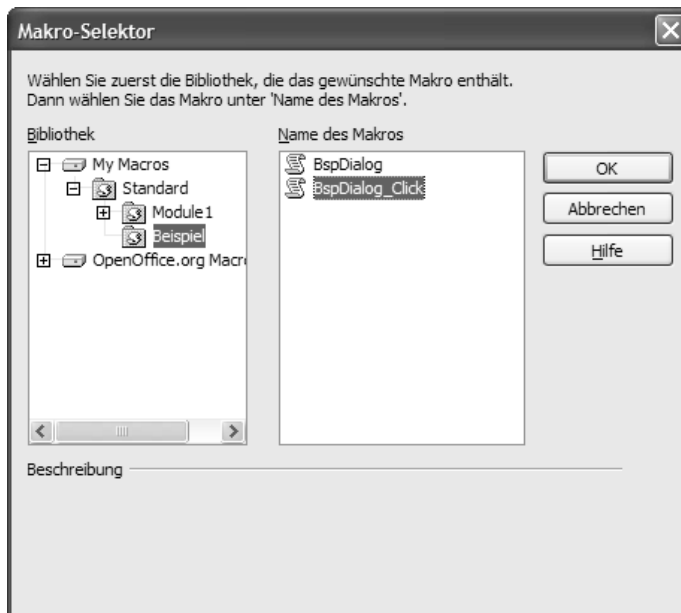 Makro-Selektor
Wählen Sie zuerst die Bibliothek, die das gewünschte Makro enthält.
Dann wählen Sie das Makro unter 'Name des Makros'.
Bibliothek
Name des Makros
My Macros
Standard
Module1
Beispiel
OpenOffice.org Macr
BspDialog
BspDialog_Click
OK
Abbrechen
Hilfe
Beschreibung